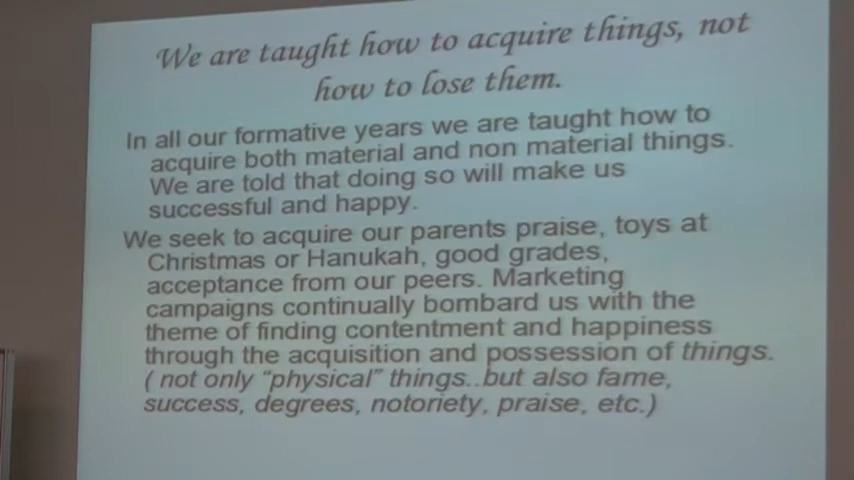 We are taught how to acquire things, not
how to lose them.
In all our formative years we are taught how to
acquire both material and non material things.
We are told that doing so will make us
successful and happy.
We seek to acquire our parents praise, toys at
Christmas or Hanukah, good grades,
acceptance from our peers. Marketing
campaigns continually bombard us with the
theme of finding contentment and happiness
through the acquisition and possession of things.
( not only “physical” things..but also fame,
success, degrees, notoriety, praise, etc.)